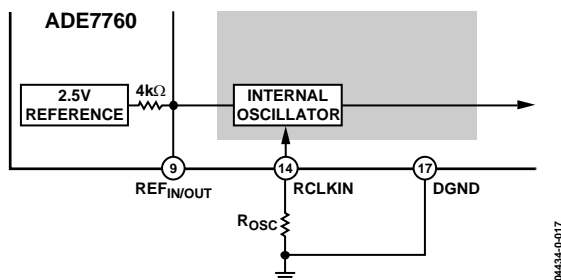 ADE7760
2.5V
REFERENCE
4kΩ
INTERNAL
OSCILLATOR
9
14
17
REFIN/OUT
RCLKIN
DGND
ROSC
04434-0-017